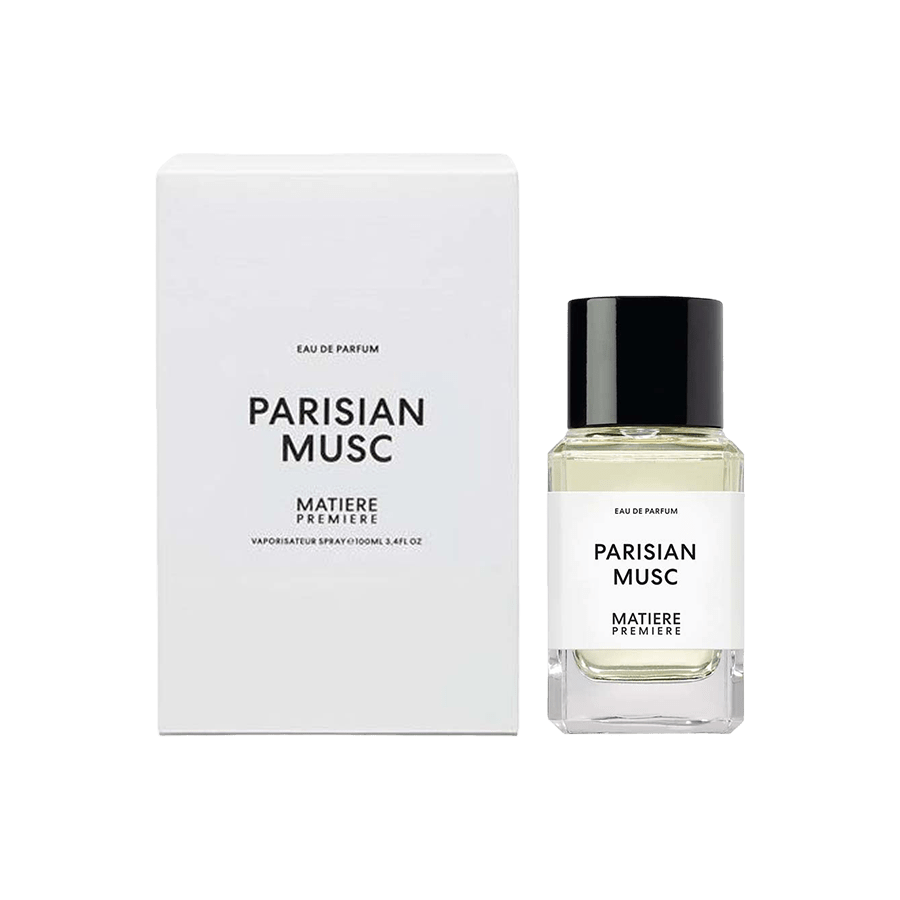 EAU DE PARFUM
PARISIAN
MUSC
MATIERE
PREMIERE
VAPORISATEUR SPRAY ℮ 100ML 3,4FL OZ
EAU DE PARFUM
PARISIAN
MUSC
MATIERE
PREMIERE